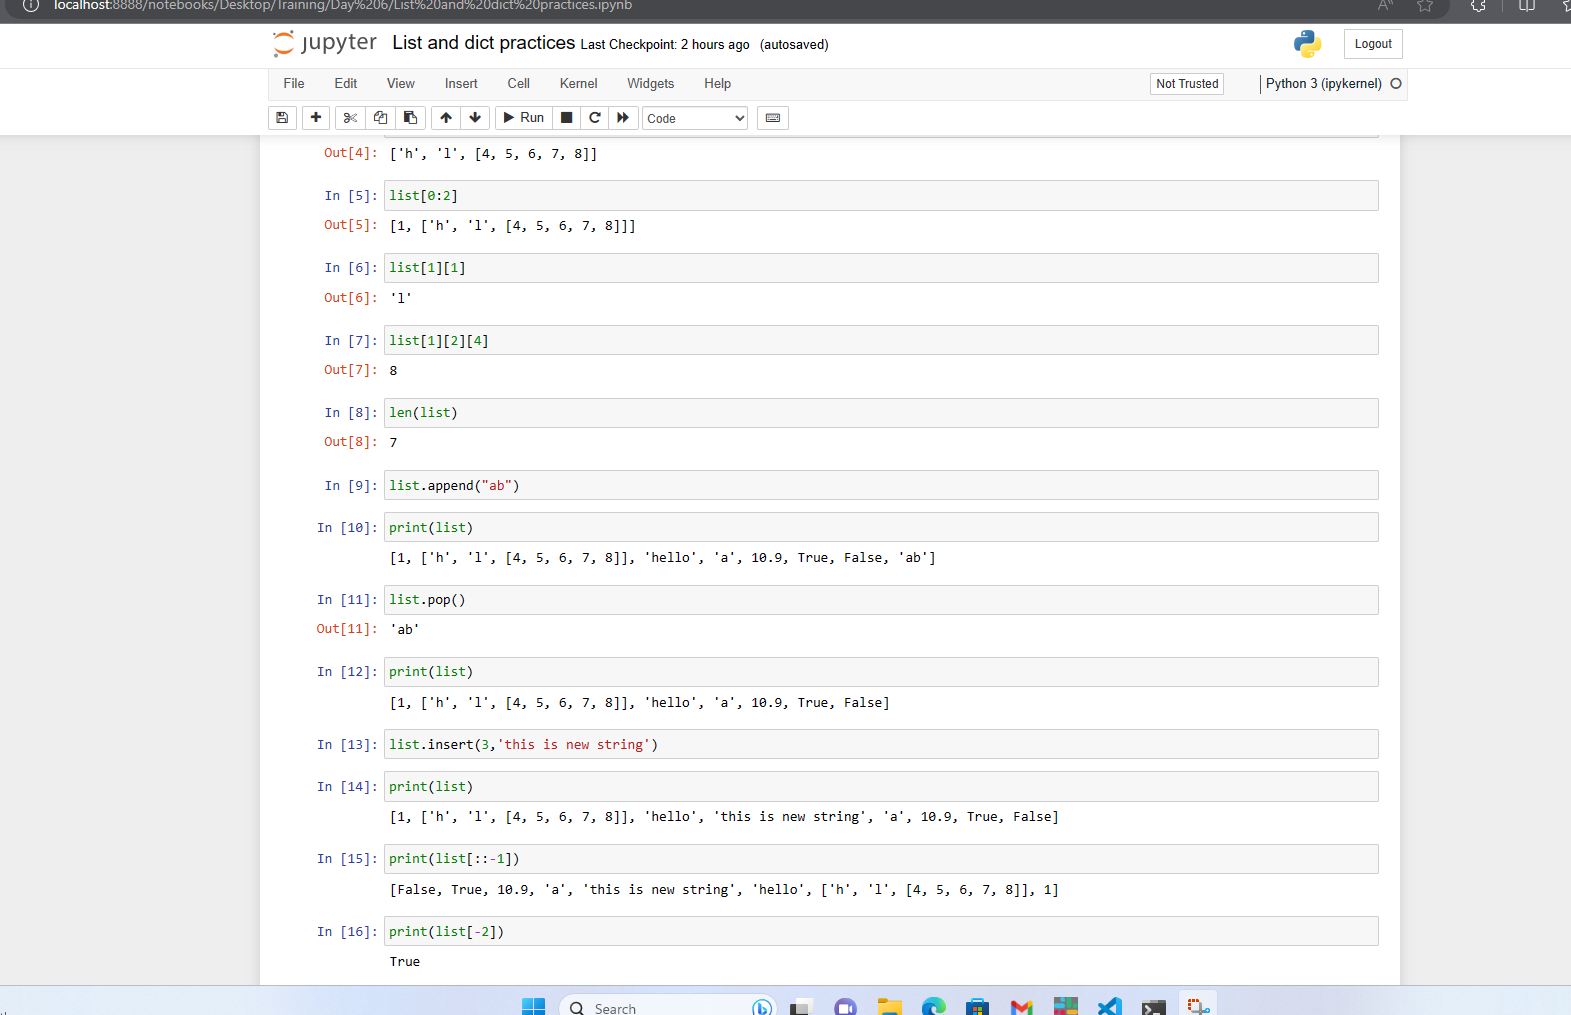 localhost:8888/notebooks/Desktop/Training/Day%206/List%20and%20dict%20practices.ipynb
jupyter List and dict practices Last Checkpoint: 2 hours ago (autosaved)
Logout
File Edit View Insert Cell Kernel Widgets Help
Not Trusted Python 3 (ipykernel)
Run Code
Out[4]: ['h', 'l', [4, 5, 6, 7, 8]]
In [5]: list[0:2]
Out[5]: [1, ['h', 'l', [4, 5, 6, 7, 8]]]
In [6]: list[1][1]
Out[6]: 'l'
In [7]: list[1][2][4]
Out[7]: 8
In [8]: len(list)
Out[8]: 7
In [9]: list.append("ab")
In [10]: print(list)
[1, ['h', 'l', [4, 5, 6, 7, 8]], 'hello', 'a', 10.9, True, False, 'ab']
In [11]: list.pop()
Out[11]: 'ab'
In [12]: print(list)
[1, ['h', 'l', [4, 5, 6, 7, 8]], 'hello', 'a', 10.9, True, False]
In [13]: list.insert(3,'this is new string')
In [14]: print(list)
[1, ['h', 'l', [4, 5, 6, 7, 8]], 'hello', 'this is new string', 'a', 10.9, True, False]
In [15]: print(list[::-1])
[False, True, 10.9, 'a', 'this is new string', 'hello', ['h', 'l', [4, 5, 6, 7, 8]], 1]
In [16]: print(list[-2])
True
Search